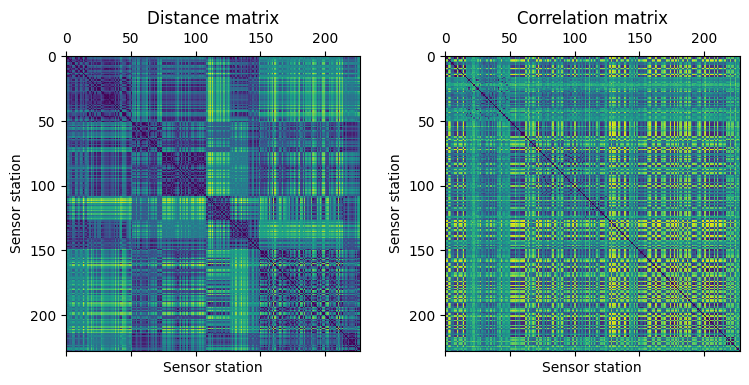 Distance matrix
0 50 100 150 200
0
50
100
150
200
Sensor station
Sensor station
Correlation matrix
0 50 100 150 200
0
50
100
150
200
Sensor station
Sensor station